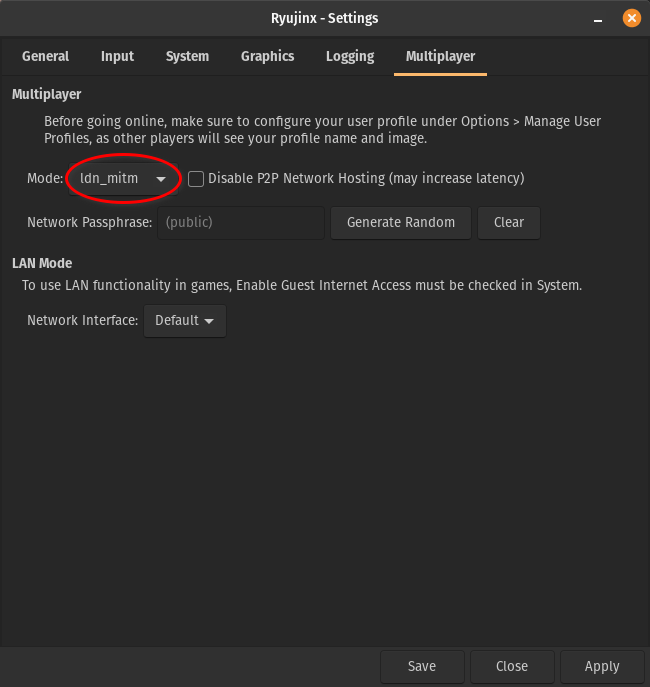 Ryujinx - Settings
General Input System Graphics Logging Multiplayer
Multiplayer
Before going online, make sure to configure your user profile under Options > Manage User
Profiles, as other players will see your profile name and image.
Mode: ldn_mitm Disable P2P Network Hosting (may increase latency)
Network Passphrase: (public) Generate Random Clear
LAN Mode
To use LAN functionality in games, Enable Guest Internet Access must be checked in System.
Network Interface: Default
Save Close Apply